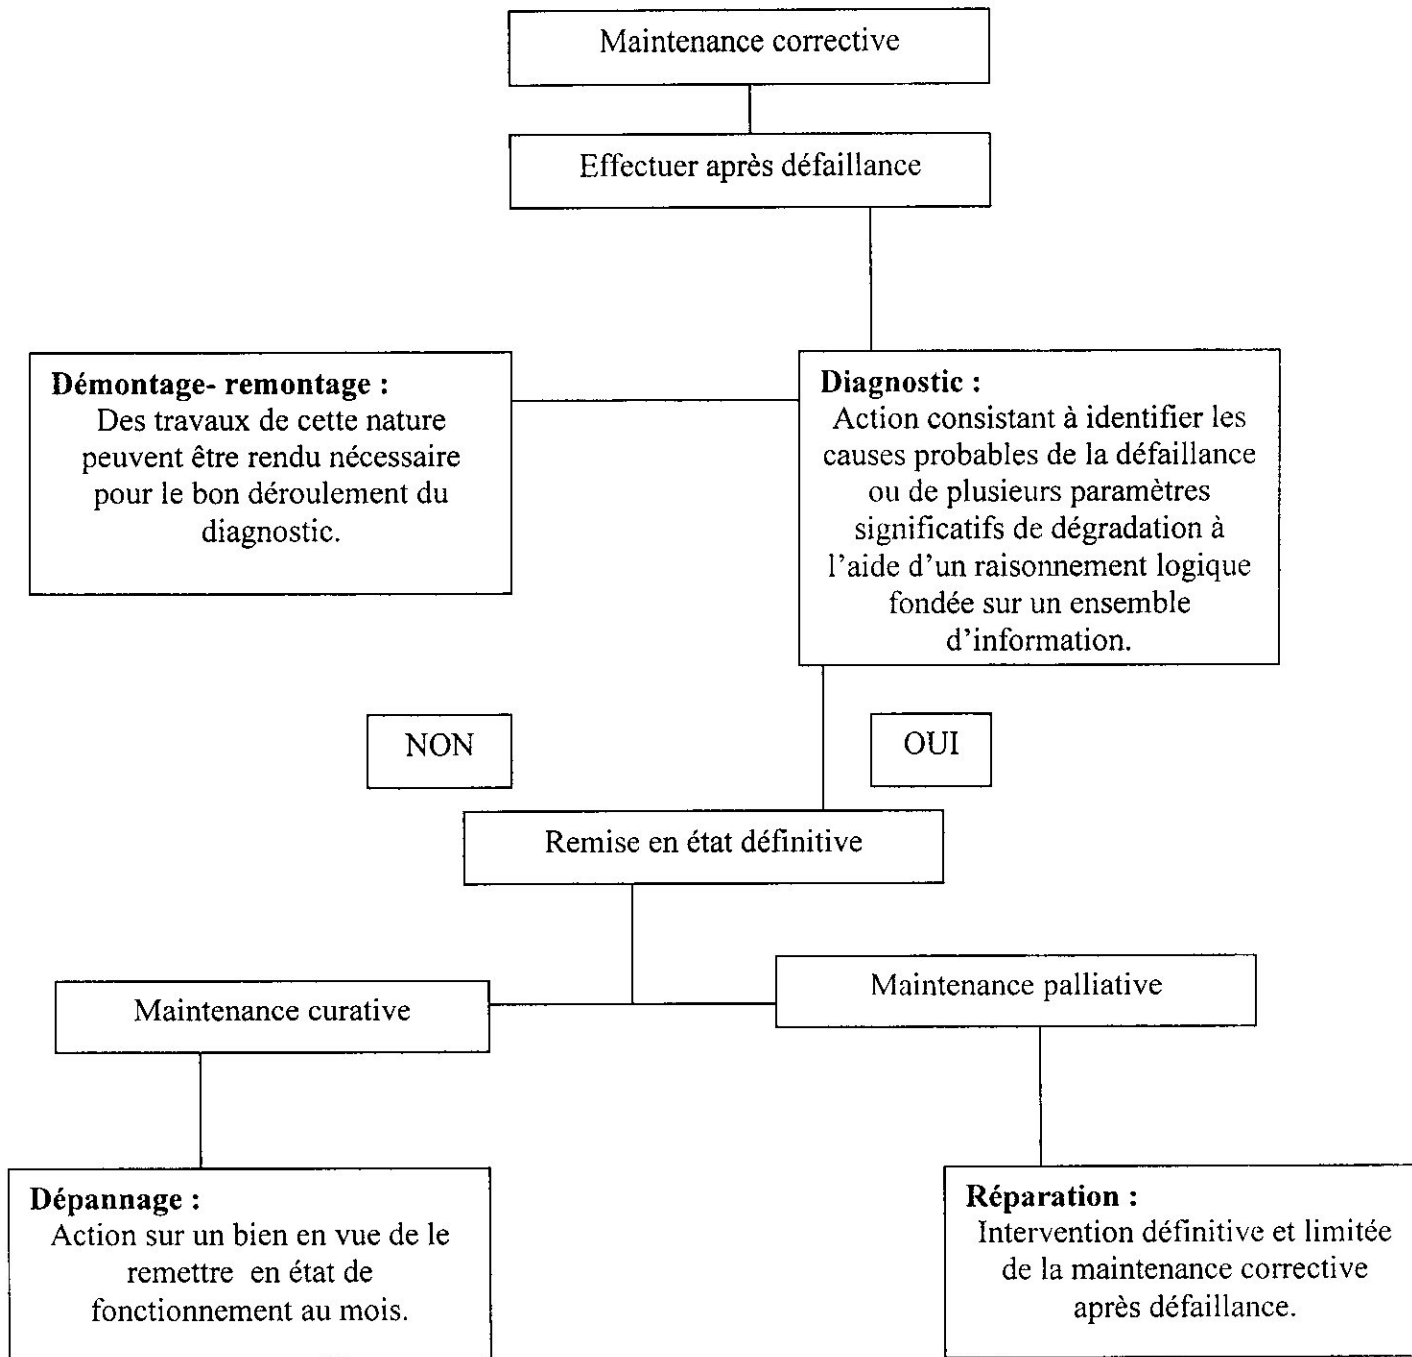 Maintenance corrective
Effectuer après défaillance
Démontage- remontage :
Des travaux de cette nature
peuvent être rendu nécessaire
pour le bon déroulement du
diagnostic.
Diagnostic :
Action consistant à identifier les
causes probables de la défaillance
ou de plusieurs paramètres
significatifs de dégradation à
l'aide d'un raisonnement logique
fondée sur un ensemble
d'information.
NON
OUI
Remise en état définitive
Maintenance curative
Maintenance palliative
Dépannage :
Action sur un bien en vue de le
remettre en état de
fonctionnement au mois.
Réparation :
Intervention définitive et limitée
de la maintenance corrective
après défaillance.